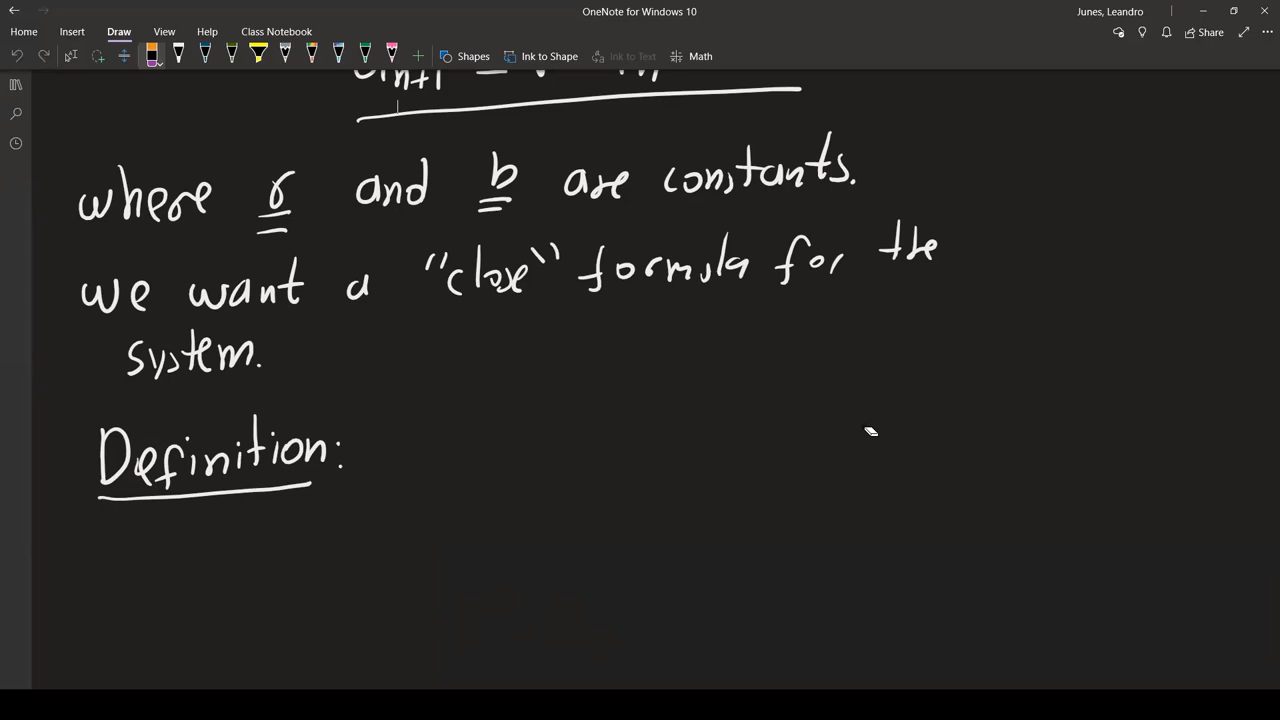 OneNote for Windows 10
Junes, Leandro
Home Insert Draw View Help Class Notebook
Share
Shapes Ink to Shape Ink to Text Math
where r and b are constants.
we want a "close" formula for the
system.
Definition: